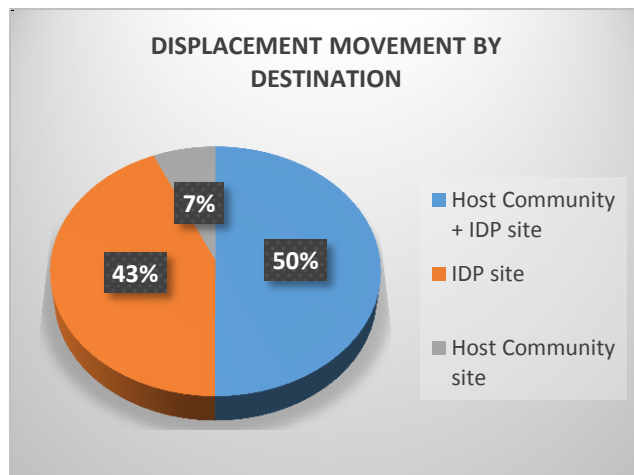 DISPLACEMENT MOVEMENT BY
DESTINATION
7%
43%
50%
Host Community
+ IDP site
IDP site
Host Community
site